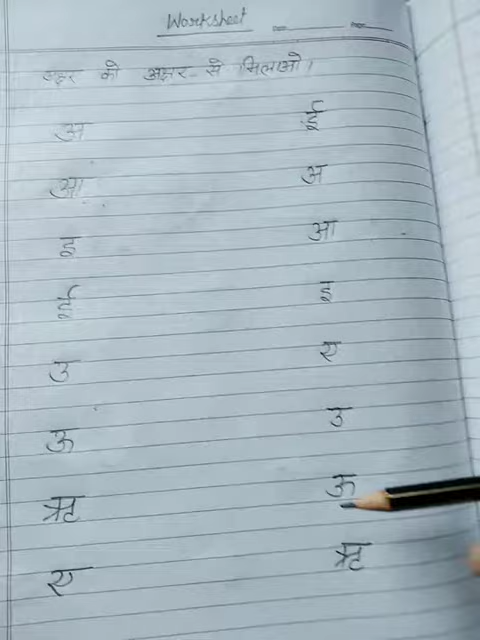 Worksheet
अक्षर को अक्षर से मिलाओ।
अ ई
आ अ
इ आ
ई इ
उ ए
ऊ उ
ऋ ऊ
ए ऋ